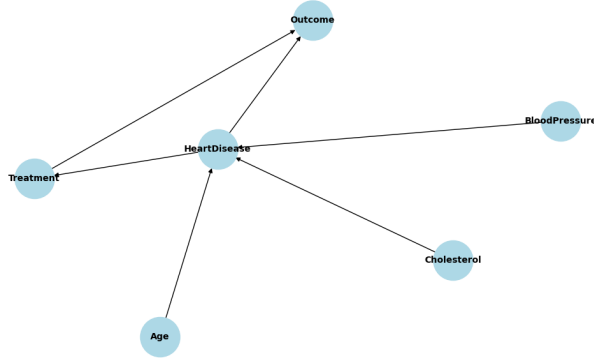 Outcome
BloodPressure
HeartDisease
Treatment
Cholesterol
Age